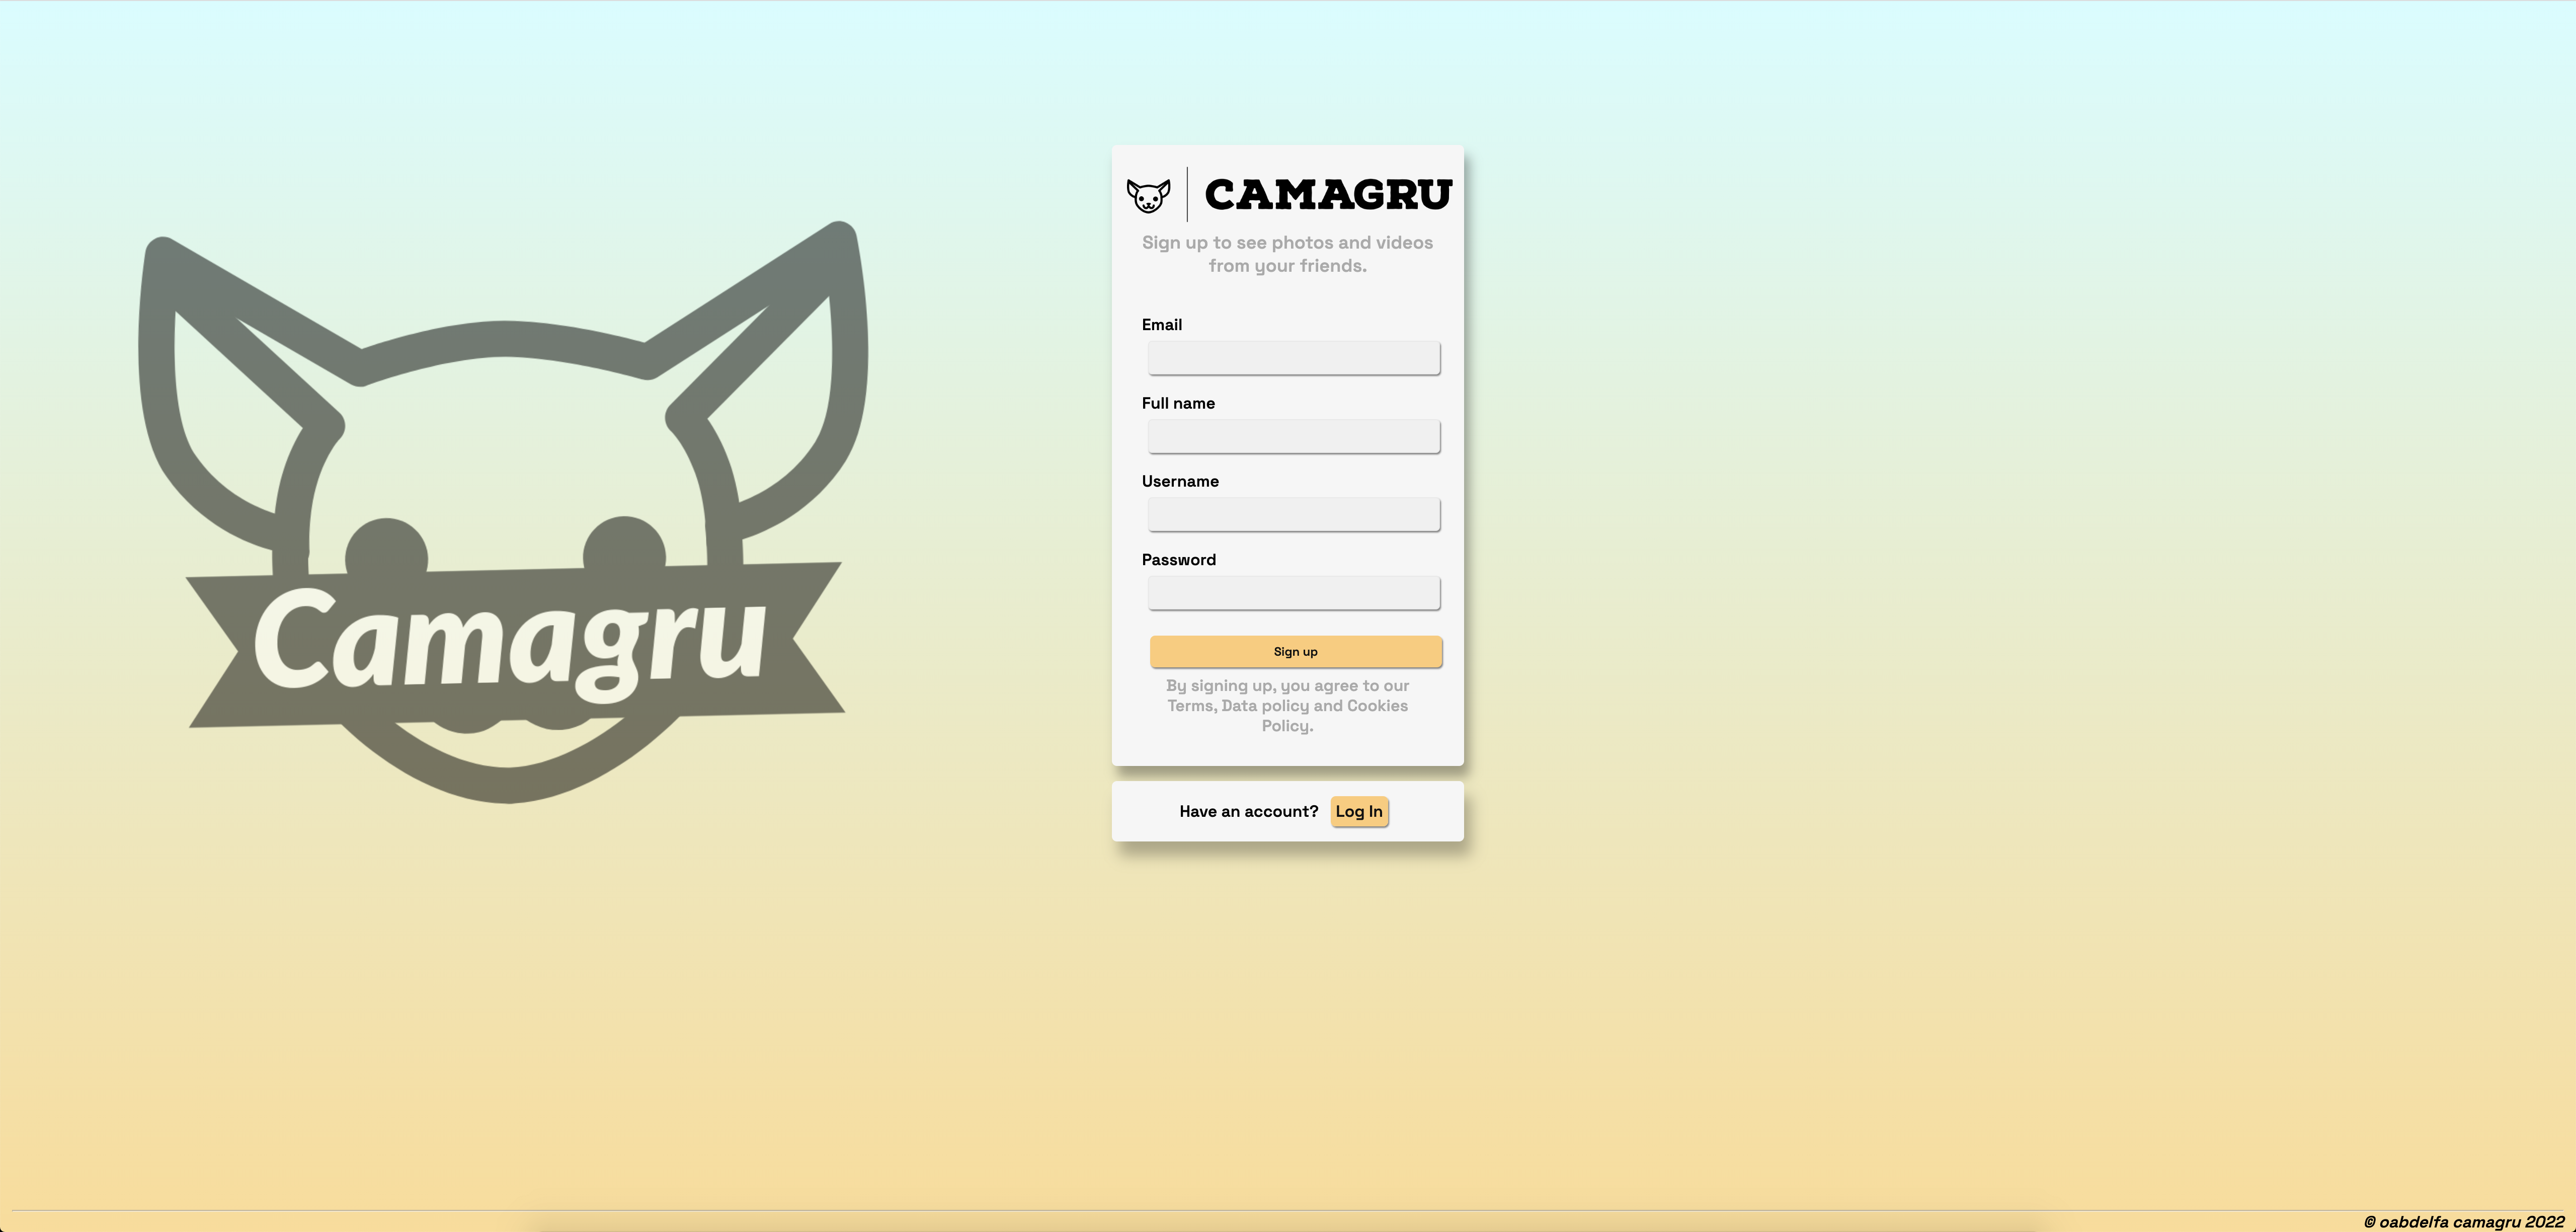 Camagru
CAMAGRU
Sign up to see photos and videos
from your friends.
Email
Full name
Username
Password
Sign up
By signing up, you agree to our
Terms, Data policy and Cookies
Policy.
Have an account? Log In
© oabdelfa camagru 2022